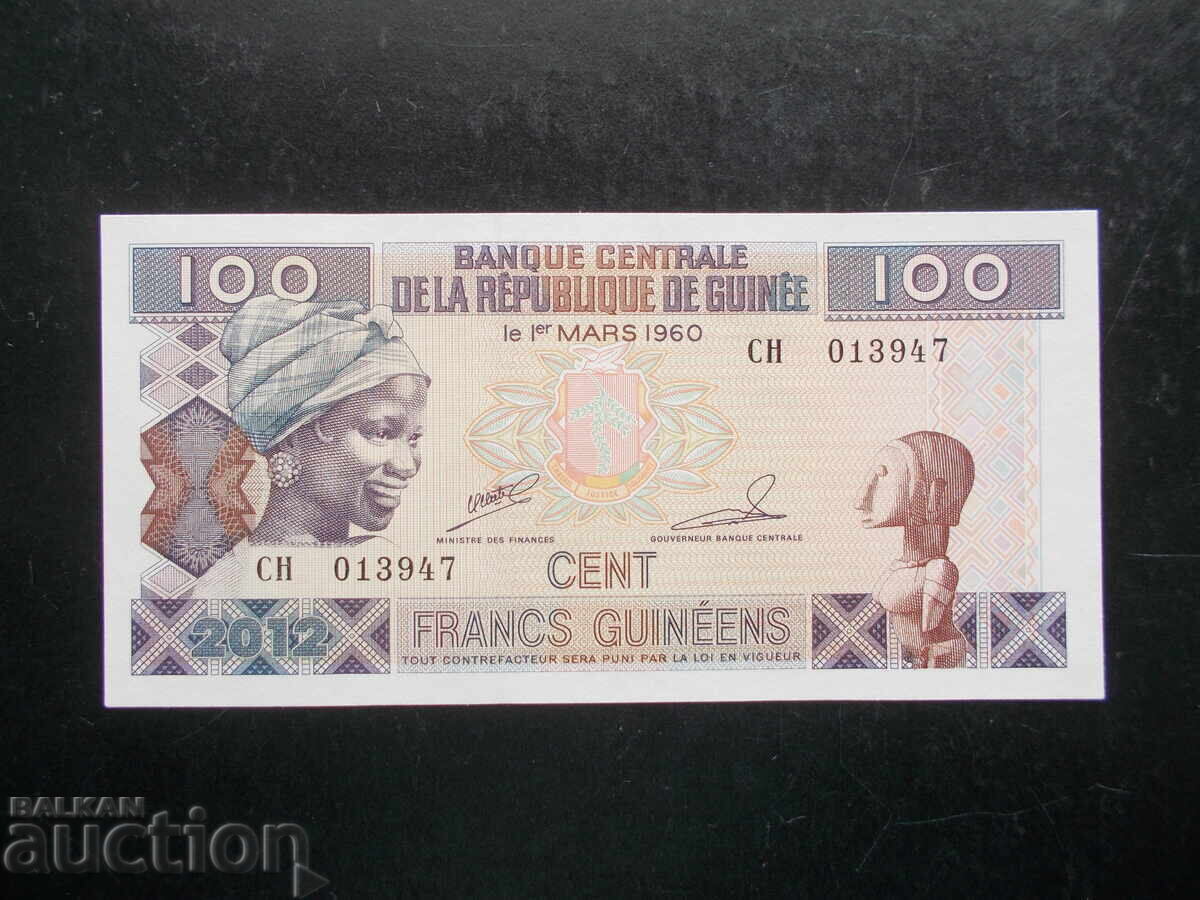 100
BANQUE CENTRALE
100
DE LA RÉPUBLIQUE DE GUINÉE
le 1er MARS 1960
CH 013947
JUSTICE
MINISTRE DES FINANCES
GOUVERNEUR BANQUE CENTRALE
CH 013947
CENT
2012
FRANCS GUINÉENS
TOUT CONTREFACTEUR SERA PUNI PAR LA LOI EN VIGUEUR
BALKAN
auction